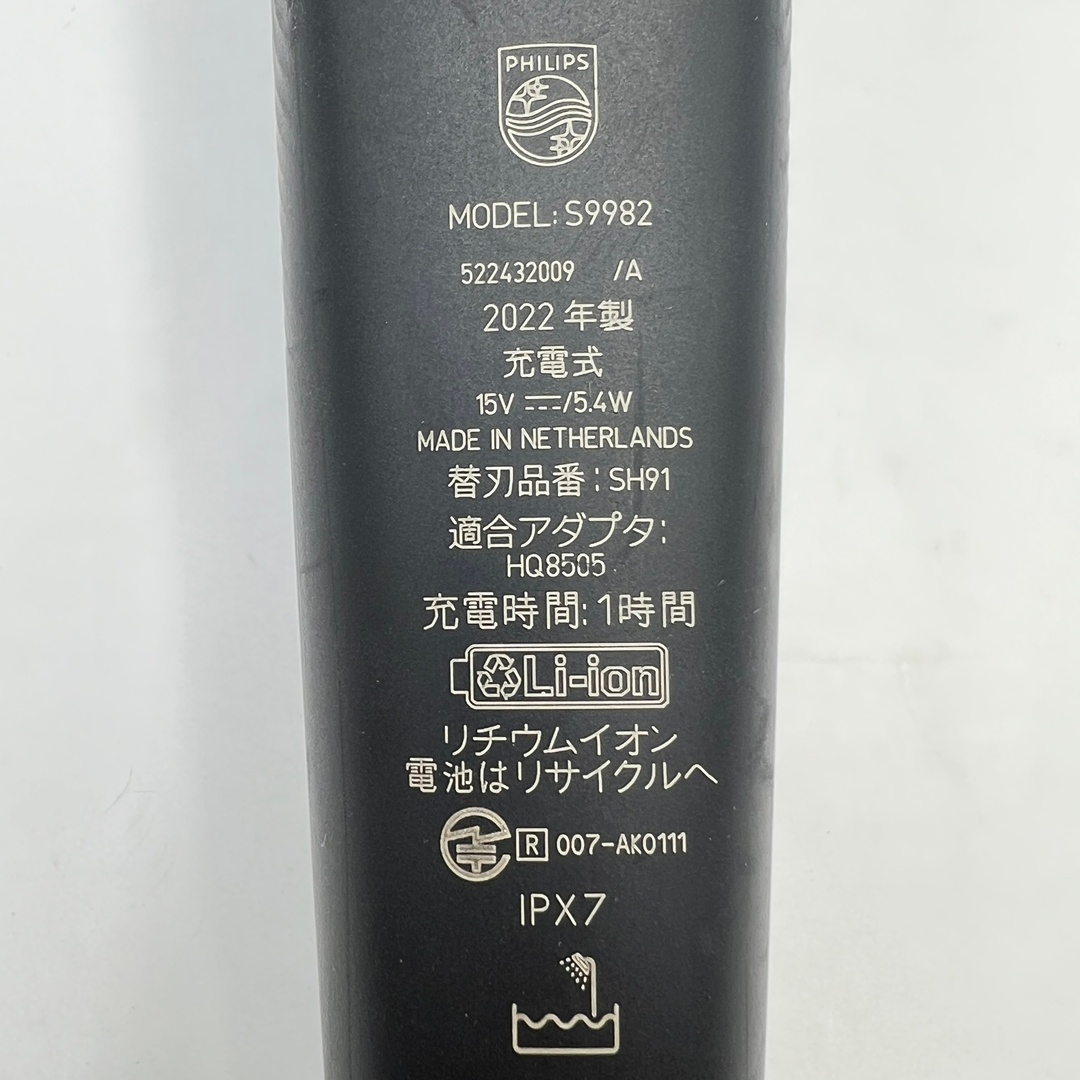 PHILIPS
MODEL: S9982
522432009 /A
2022 年製
充電式
15V ⎓/5.4W
MADE IN NETHERLANDS
替刃品番: SH91
適合アダプタ:
HQ8505
充電時間: 1時間
Li-ion
リチウムイオン
電池はリサイクルへ
R 007-AK0111
IPX7